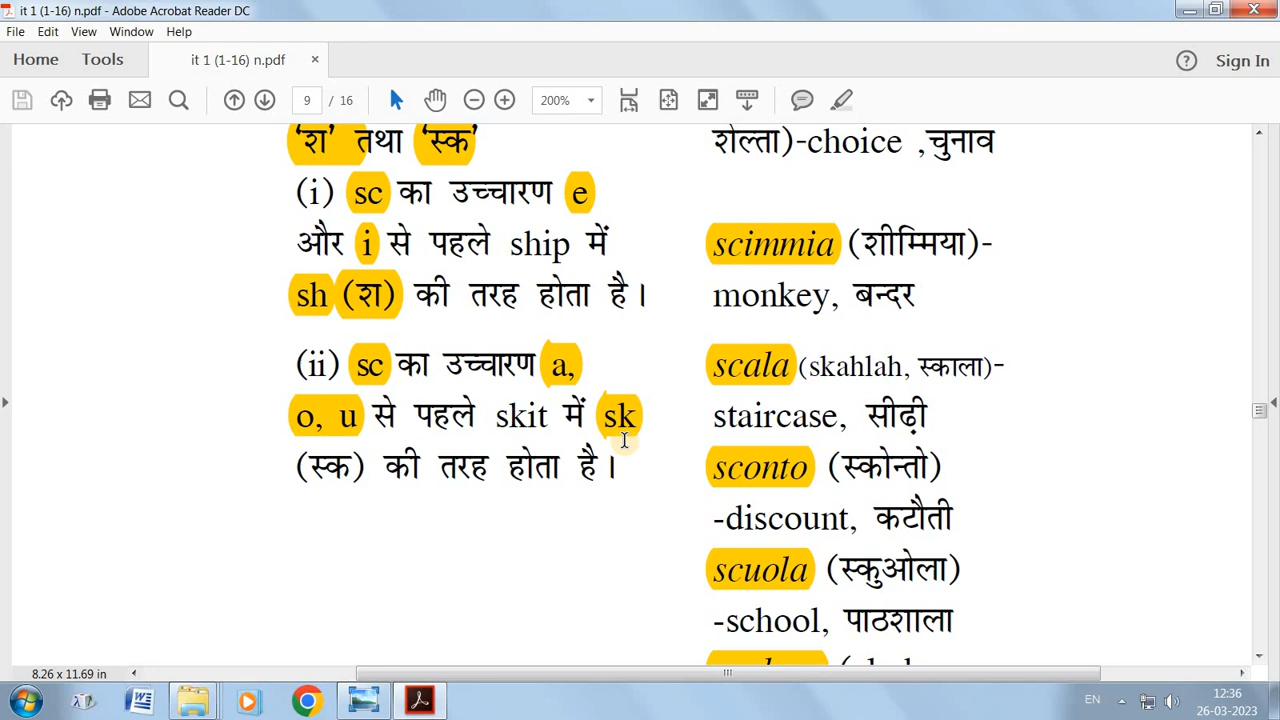 it 1 (1-16) n.pdf - Adobe Acrobat Reader DC
File Edit View Window Help
Home Tools it 1 (1-16) n.pdf × ? Sign In
9 / 16 200%
'श' तथा 'स्क'
(i) sc का उच्चारण e
और i से पहले ship में
sh (श) की तरह होता है।
(ii) sc का उच्चारण a,
o, u से पहले skit में sk
(स्क) की तरह होता है।
शेल्ता)-choice ,चुनाव
scimmia (शीम्मिया)-
monkey, बन्दर
scala (skahlah, स्काला)-
staircase, सीढ़ी
sconto (स्कोन्तो)
-discount, कटौती
scuola (स्कुओला)
-school, पाठशाला
8.26 x 11.69 in
EN 12:36
26-03-2023